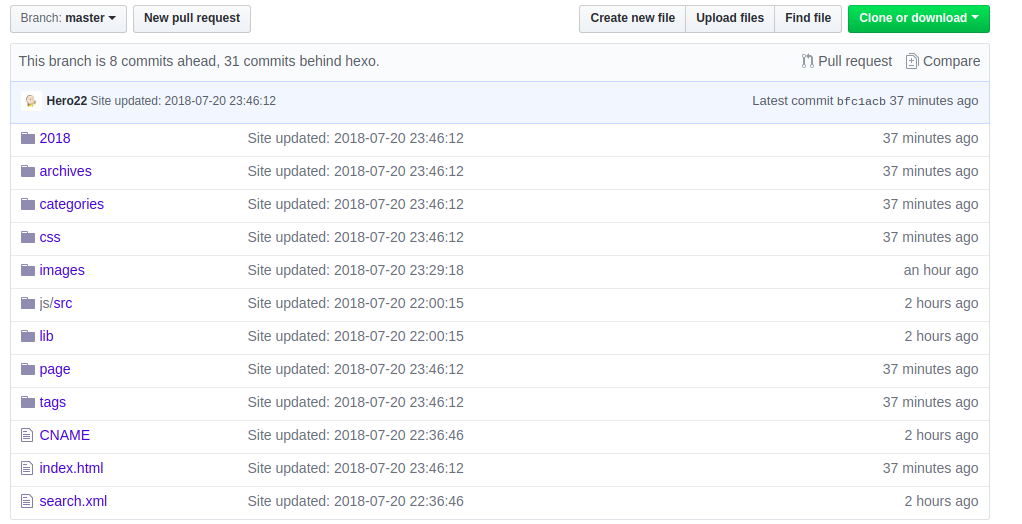 Branch: master New pull request Create new file Upload files Find file Clone or download
This branch is 8 commits ahead, 31 commits behind hexo. Pull request Compare
Hero22 Site updated: 2018-07-20 23:46:12 Latest commit bfc1acb 37 minutes ago
2018 Site updated: 2018-07-20 23:46:12 37 minutes ago
archives Site updated: 2018-07-20 23:46:12 37 minutes ago
categories Site updated: 2018-07-20 23:46:12 37 minutes ago
css Site updated: 2018-07-20 23:46:12 37 minutes ago
images Site updated: 2018-07-20 23:29:18 an hour ago
js/src Site updated: 2018-07-20 22:00:15 2 hours ago
lib Site updated: 2018-07-20 22:00:15 2 hours ago
page Site updated: 2018-07-20 23:46:12 37 minutes ago
tags Site updated: 2018-07-20 23:46:12 37 minutes ago
CNAME Site updated: 2018-07-20 22:36:46 2 hours ago
index.html Site updated: 2018-07-20 23:46:12 37 minutes ago
search.xml Site updated: 2018-07-20 22:36:46 2 hours ago